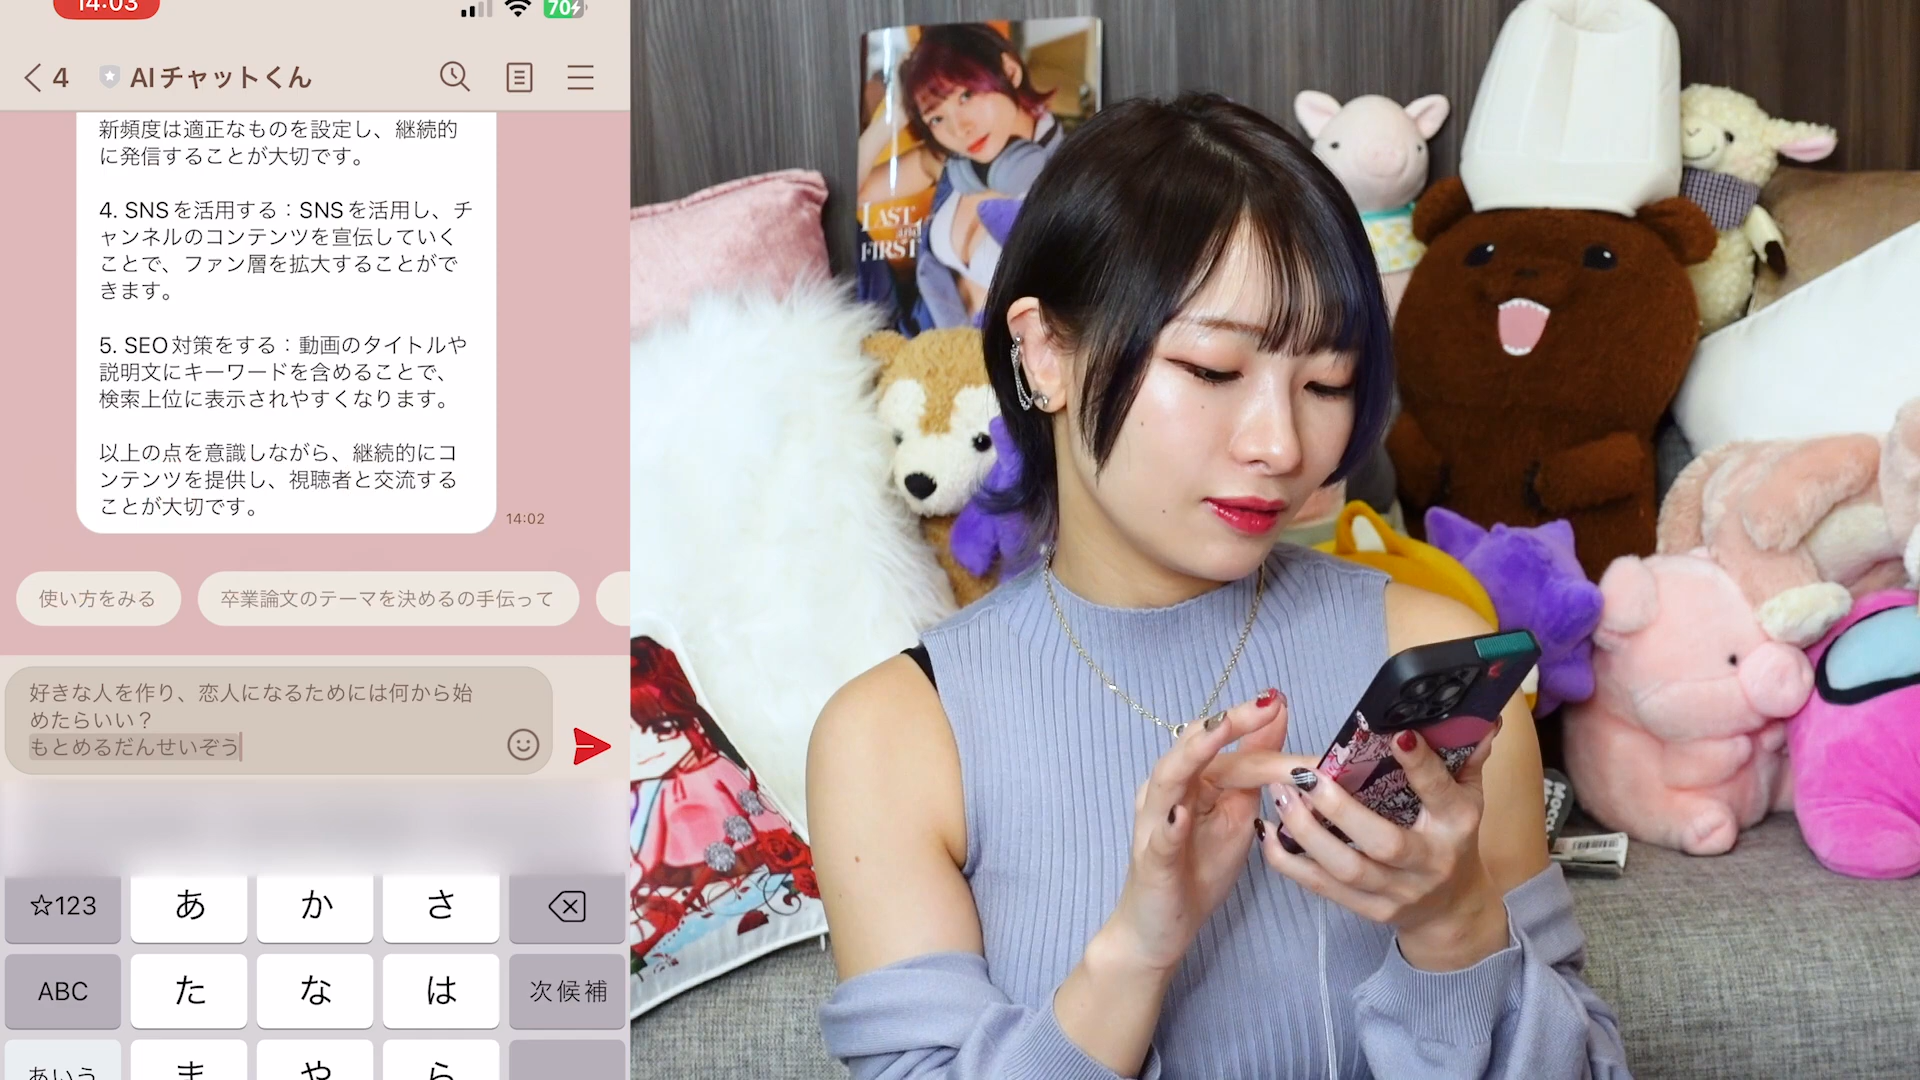 14:03
70
4
AIチャットくん
新頻度は適正なものを設定し、継続的
に発信することが大切です。
4. SNSを活用する：SNSを活用し、チ
ャンネルのコンテンツを宣伝していく
ことで、ファン層を拡大することがで
きます。
5. SEO対策をする：動画のタイトルや
説明文にキーワードを含めることで、
検索上位に表示されやすくなります。
以上の点を意識しながら、継続的にコ
ンテンツを提供し、視聴者と交流する
ことが大切です。
14:02
使い方をみる
卒業論文のテーマを決めるの手伝って
好きな人を作り、恋人になるためには何から始
めたらいい？
もとめるだんせいぞう
☆123
あ
か
さ
ABC
た
な
は
次候補
あいう
ま
や
ら
LAST
and
FIRST